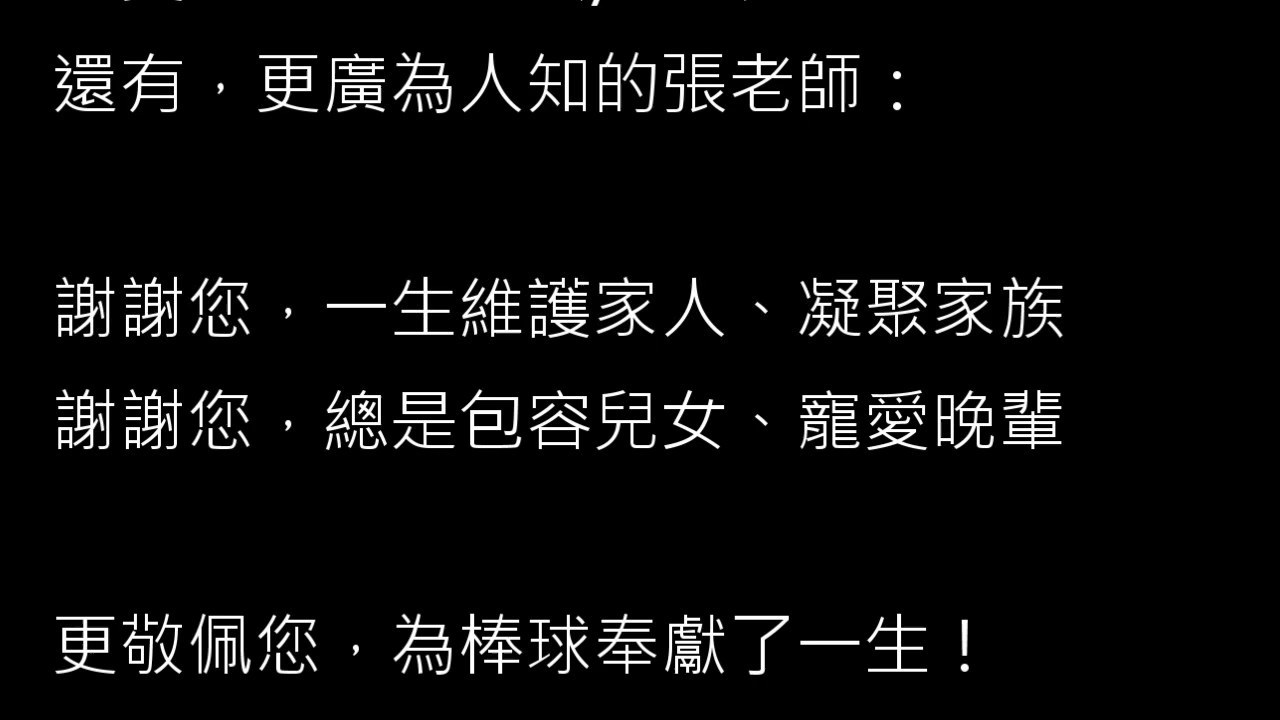 還有，更廣為人知的張老師：
謝謝您，一生維護家人、凝聚家族
謝謝您，總是包容兒女、寵愛晚輩
更敬佩您，為棒球奉獻了一生！